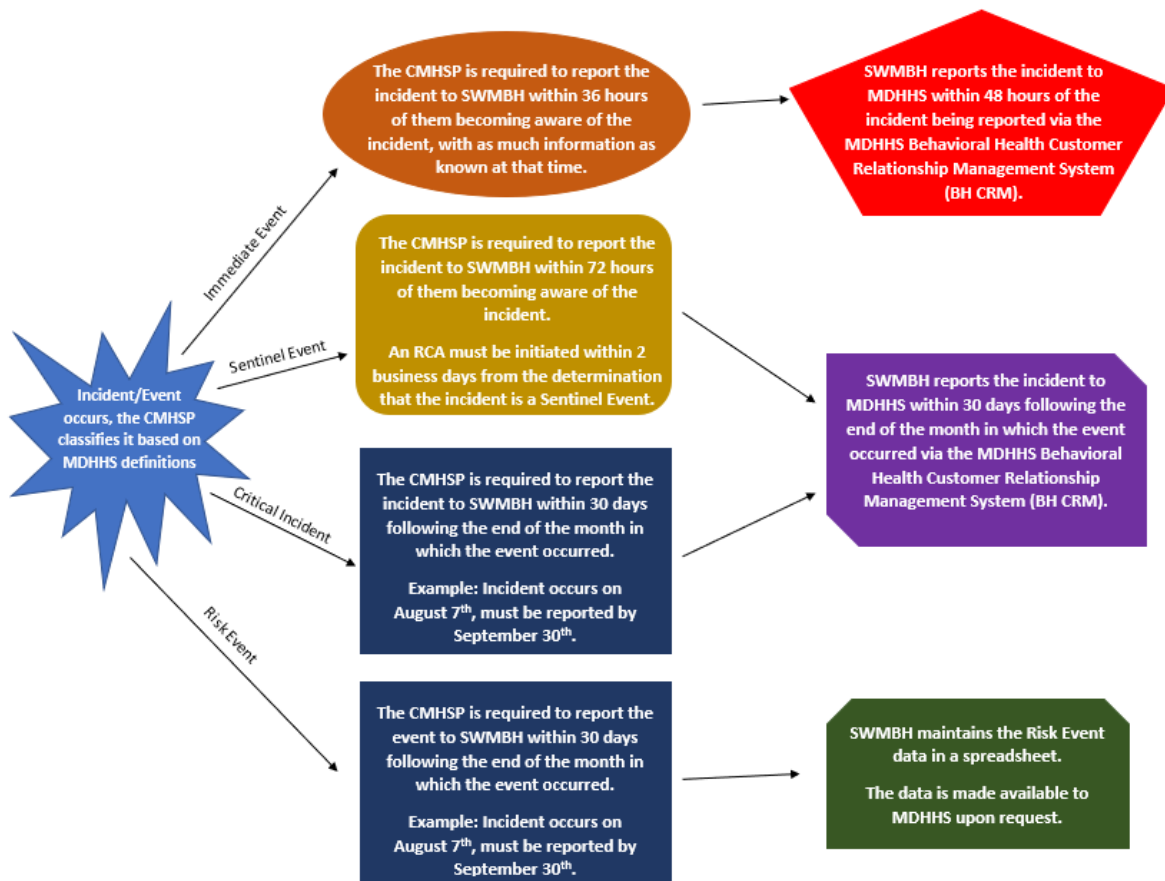 Incident/Event
occurs, the CMHSP
classifies it based on
MDHHS definitions
Immediate Event
The CMHSP is required to report the
incident to SWMBH within 36 hours
of them becoming aware of the
incident, with as much information as
known at that time.
SWMBH reports the incident to
MDHHS within 48 hours of the
incident being reported via the
MDHHS Behavioral Health Customer
Relationship Management System
(BH CRM).
Sentinel Event
The CMHSP is required to report the
incident to SWMBH within 72 hours
of them becoming aware of the
incident.
An RCA must be initiated within 2
business days from the determination
that the incident is a Sentinel Event.
Critical Incident
The CMHSP is required to report the
incident to SWMBH within 30 days
following the end of the month in
which the event occurred.
Example: Incident occurs on
August 7th, must be reported by
September 30th.
SWMBH reports the incident to
MDHHS within 30 days following the
end of the month in which the event
occurred via the MDHHS Behavioral
Health Customer Relationship
Management System (BH CRM).
Risk Event
The CMHSP is required to report the
event to SWMBH within 30 days
following the end of the month in
which the event occurred.
Example: Incident occurs on
August 7th, must be reported by
September 30th.
SWMBH maintains the Risk Event
data in a spreadsheet.
The data is made available to
MDHHS upon request.